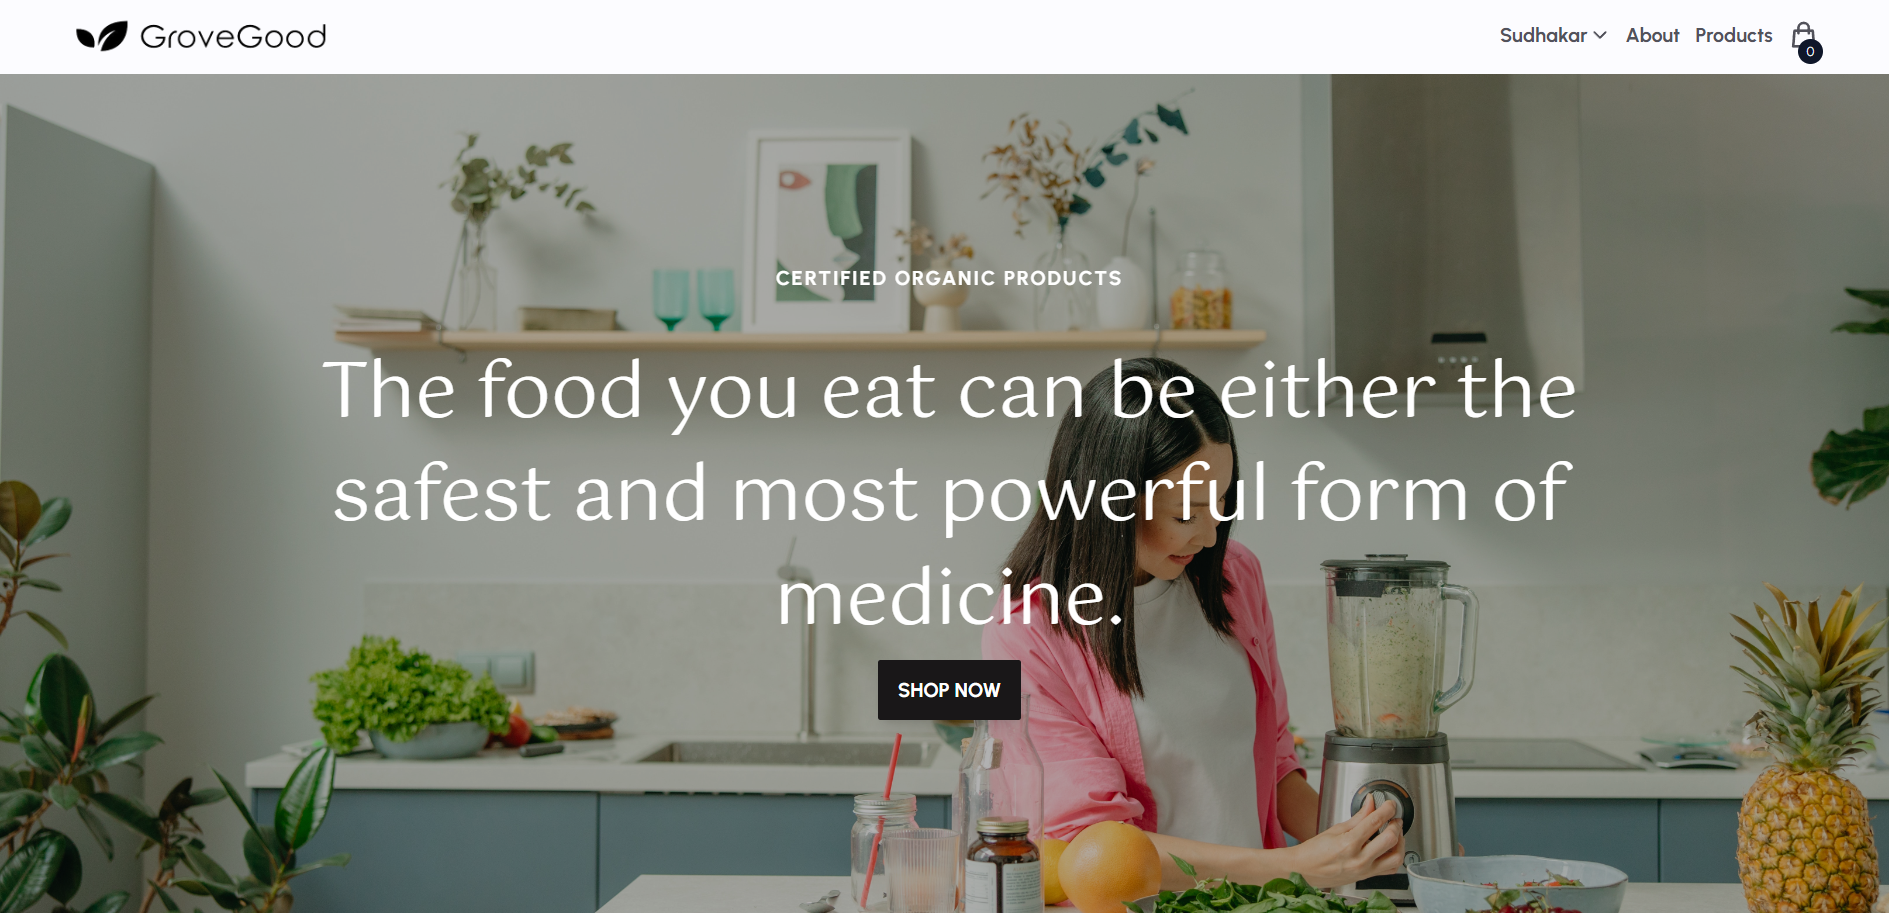 GroveGood
Sudhakar
About
Products
0
CERTIFIED ORGANIC PRODUCTS
The food you eat can be either the
safest and most powerful form of
medicine.
SHOP NOW